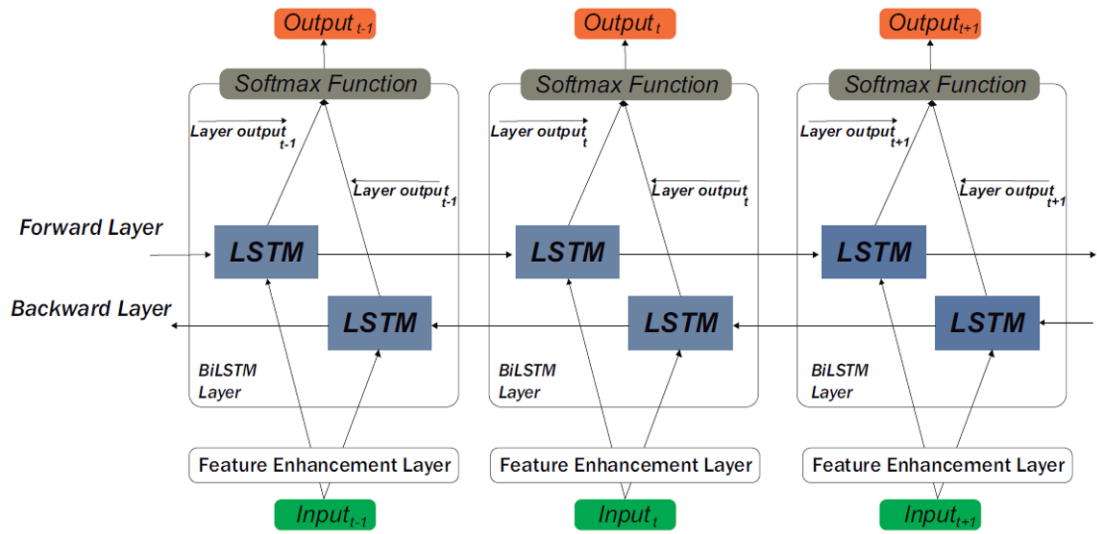 Output t-1 Output t Output t+1
Softmax Function Softmax Function Softmax Function
Layer output t-1 Layer output t Layer output t+1
Layer output t-1 Layer output t Layer output t+1
Forward Layer
LSTM LSTM LSTM
Backward Layer
LSTM LSTM LSTM
BiLSTM BiLSTM BiLSTM
Layer Layer Layer
Feature Enhancement Layer Feature Enhancement Layer Feature Enhancement Layer
Input t-1 Input t Input t+1